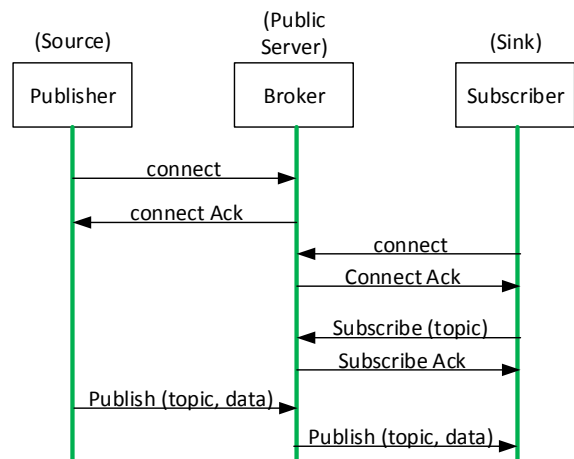 (Source)
(Public
Server)
(Sink)
Publisher
Broker
Subscriber
connect
connect Ack
connect
Connect Ack
Subscribe (topic)
Subscribe Ack
Publish (topic, data)
Publish (topic, data)